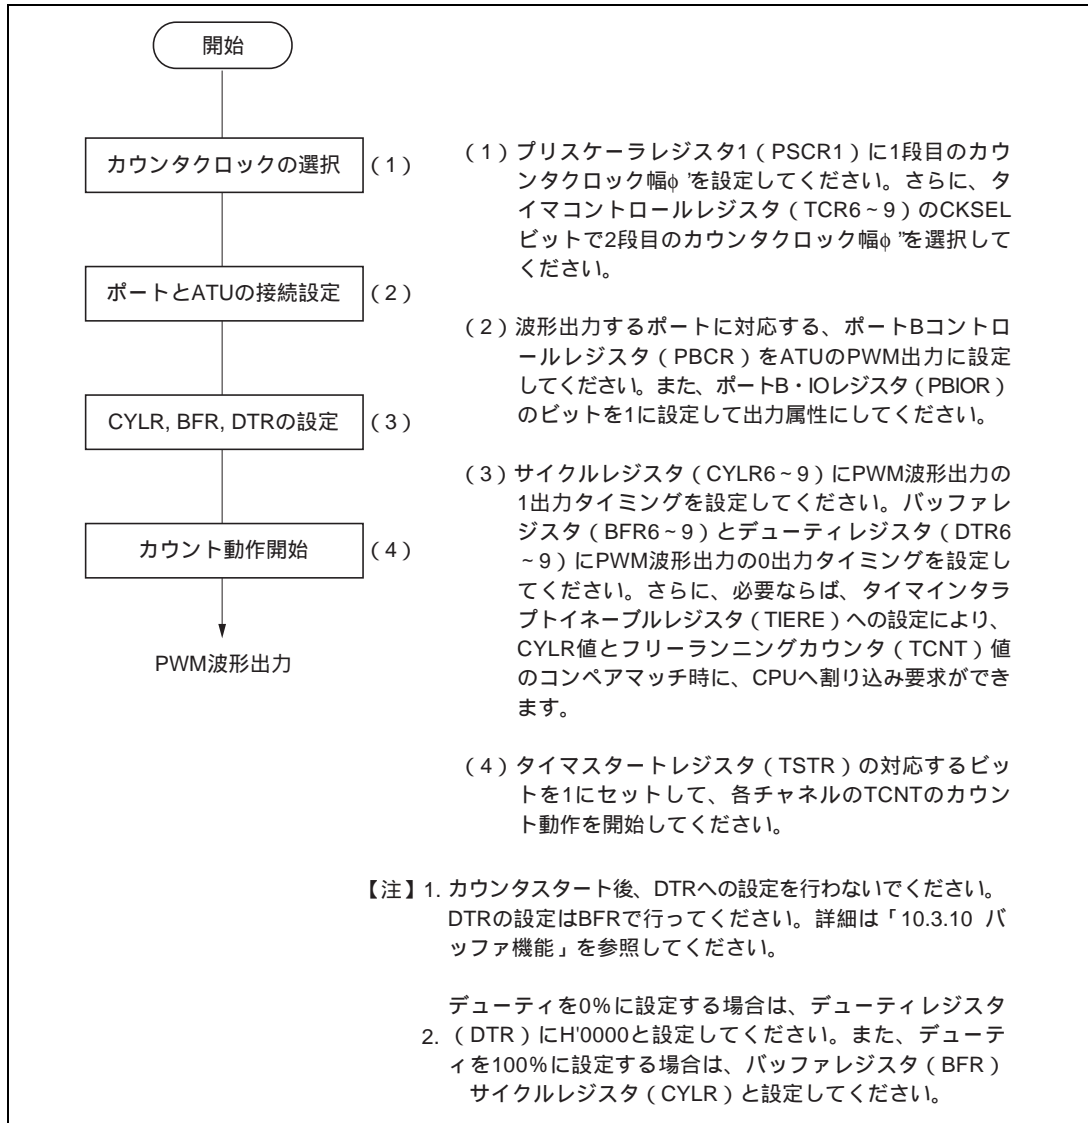 開始
カウンタクロックの選択 (1)
ポートとATUの接続設定 (2)
CYLR, BFR, DTRの設定 (3)
カウント動作開始 (4)
PWM波形出力
(1)プリスケーラレジスタ1(PSCR1)に1段目のカウ
ンタクロック幅φ'を設定してください。さらに、タ
イマコントロールレジスタ(TCR6~9)のCKSEL
ビットで2段目のカウンタクロック幅φ"を選択して
ください。
(2)波形出力するポートに対応する、ポートBコントロ
ールレジスタ(PBCR)をATUのPWM出力に設定
してください。また、ポートB・IOレジスタ(PBIOR)
のビットを1に設定して出力属性にしてください。
(3)サイクルレジスタ(CYLR6~9)にPWM波形出力の
1出力タイミングを設定してください。バッファレ
ジスタ(BFR6~9)とデューティレジスタ(DTR6
~9)にPWM波形出力の0出力タイミングを設定し
てください。さらに、必要ならば、タイマインタラ
プトイネーブルレジスタ(TIERE)への設定により、
CYLR値とフリーランニングカウンタ(TCNT)値
のコンペアマッチ時に、CPUへ割り込み要求ができ
ます。
(4)タイマスタートレジスタ(TSTR)の対応するビッ
トを1にセットして、各チャネルのTCNTのカウン
ト動作を開始してください。
【注】1. カウンタスタート後、DTRへの設定を行わないでください。
DTRの設定はBFRで行ってください。詳細は「10.3.10 バ
ッファ機能」を参照してください。
デューティを0%に設定する場合は、デューティレジスタ
2. (DTR)にH'0000と設定してください。また、デューテ
ィを100%に設定する場合は、バッファレジスタ(BFR)
サイクルレジスタ(CYLR)と設定してください。